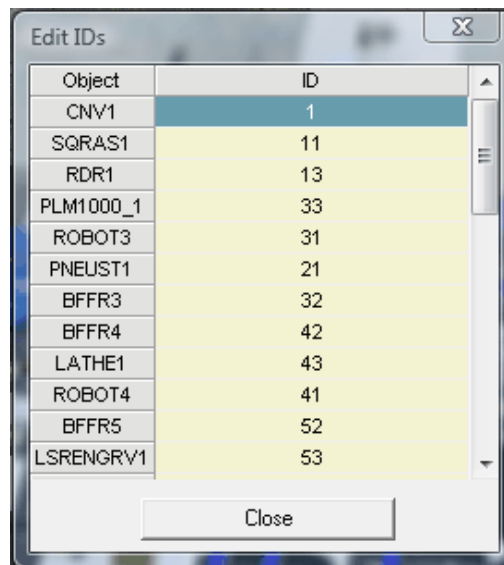 Edit IDs
Object ID
CNV1 1
SQRAS1 11
RDR1 13
PLM1000_1 33
ROBOT3 31
PNEUST1 21
BFFR3 32
BFFR4 42
LATHE1 43
ROBOT4 41
BFFR5 52
LSRENGRV1 53
Close